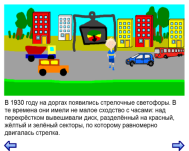 В 1930 году на доргах появились стрелочные светофоры. В
те времена они имели не малое сходство с часами: над
перекрёстком вывешивали диск, разделённый на красный,
жёлтый и зелёный секторы, по которому равномерно
двигалась стрелка.